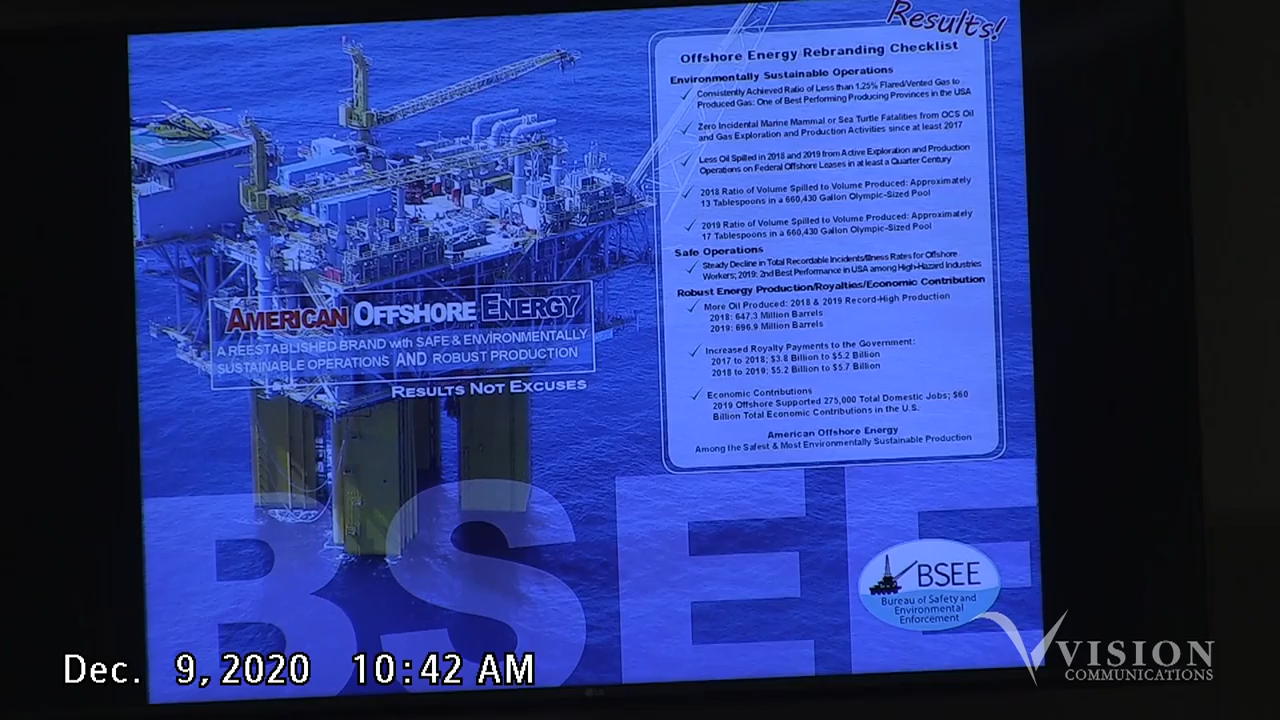 Results!
Offshore Energy Rebranding Checklist
Environmentally Sustainable Operations
Consistently Achieved Ratio of Less than 1.25% Flared/Vented Gas to
Produced Gas: One of Best Performing Producing Provinces in the USA
Zero Incidental Marine Mammal or Sea Turtle Fatalities from OCS Oil
and Gas Exploration and Production Activities since at least 2017
Less Oil Spilled in 2018 and 2019 from Active Exploration and Production
Operations on Federal Offshore Leases in at least a Quarter Century
2018 Ratio of Volume Spilled to Volume Produced: Approximately
13 Tablespoons in a 660,430 Gallon Olympic-Sized Pool
2019 Ratio of Volume Spilled to Volume Produced: Approximately
17 Tablespoons in a 660,430 Gallon Olympic-Sized Pool
Safe Operations
Steady Decline in Total Recordable Incidents/Illness Rates for Offshore
Workers; 2019: 2nd Best Performance in USA among High-Hazard Industries
Robust Energy Production/Royalties/Economic Contribution
More Oil Produced: 2018 & 2019 Record-High Production
2018: 647.3 Million Barrels
2019: 696.9 Million Barrels
Increased Royalty Payments to the Government:
2017 to 2018; $3.8 Billion to $5.2 Billion
2018 to 2019; $5.2 Billion to $5.7 Billion
Economic Contributions
2019 Offshore Supported 275,000 Total Domestic Jobs; $60
Billion Total Economic Contributions in the U.S.
American Offshore Energy
Among the Safest & Most Environmentally Sustainable Production
AMERICAN OFFSHORE ENERGY
A REESTABLISHED BRAND with SAFE & ENVIRONMENTALLY
SUSTAINABLE OPERATIONS AND ROBUST PRODUCTION
RESULTS NOT EXCUSES
BSEE
BSEE
Bureau of Safety and
Environmental
Enforcement
LG
Dec. 9, 2020 10:42 AM
VISION
COMMUNICATIONS